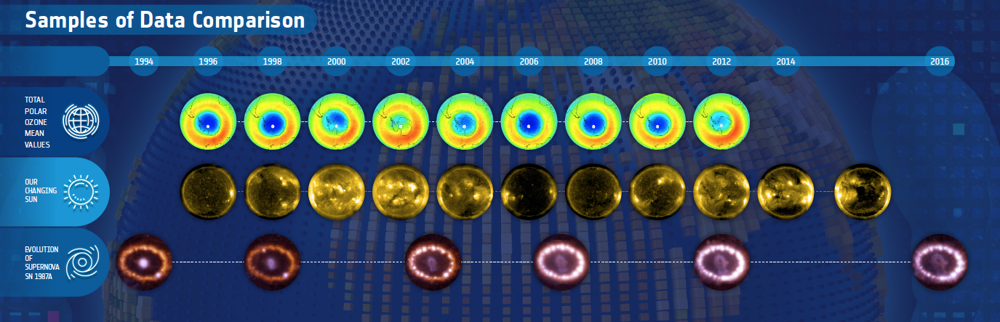 Samples of Data Comparison
1994 1996 1998 2000 2002 2004 2006 2008 2010 2012 2014 2016
TOTAL
POLAR
OZONE
MEAN
VALUES
OUR
CHANGING
SUN
EVOLUTION
OF
SUPERNOVA
SN 1987A